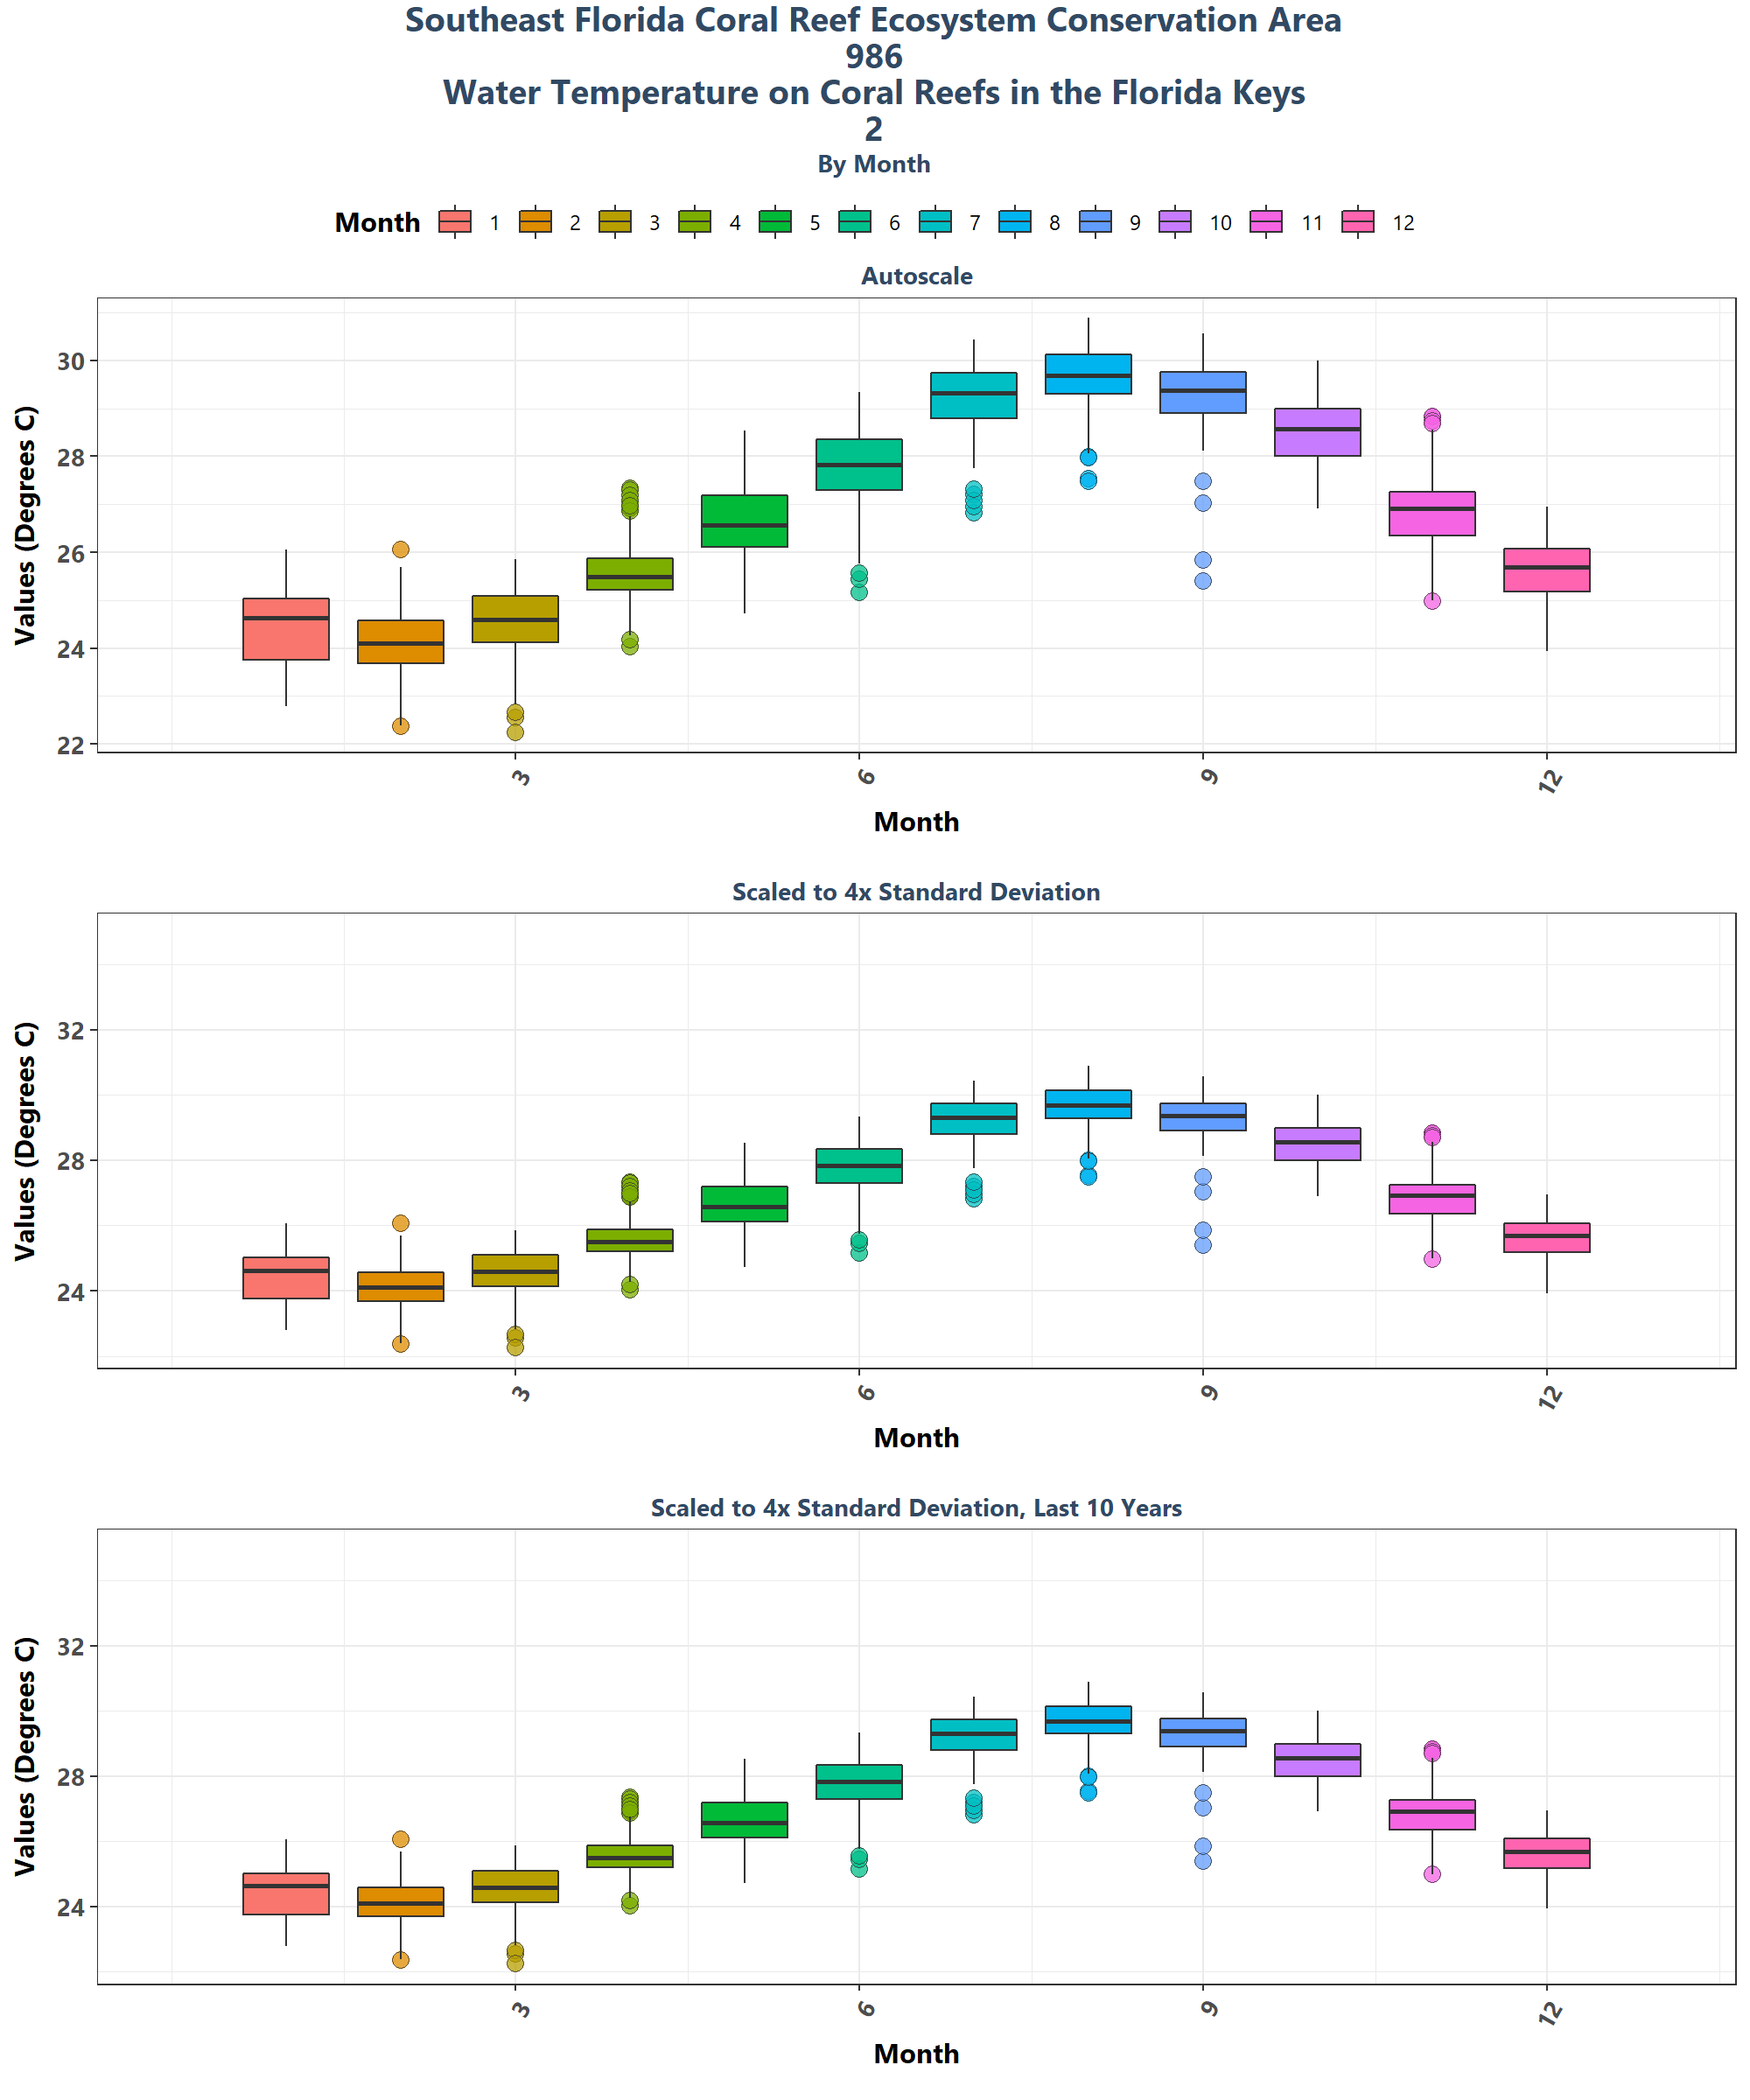 Southeast Florida Coral Reef Ecosystem Conservation Area
986
Water Temperature on Coral Reefs in the Florida Keys
2
By Month
Month 1 2 3 4 5 6 7 8 9 10 11 12
Autoscale
Values (Degrees C)
30
28
26
24
22
3 6 9 12
Month
Scaled to 4x Standard Deviation
Values (Degrees C)
32
28
24
3 6 9 12
Month
Scaled to 4x Standard Deviation, Last 10 Years
Values (Degrees C)
32
28
24
3 6 9 12
Month